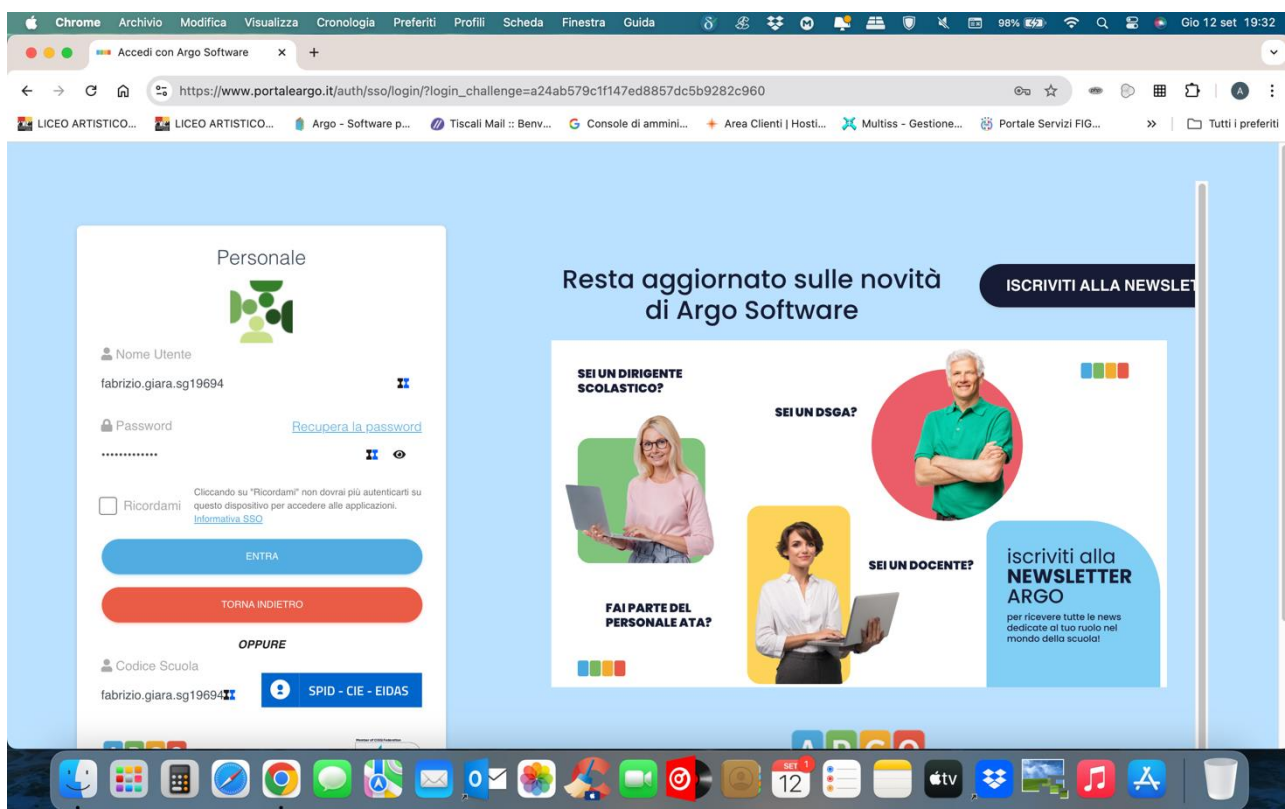 Chrome Archivio Modifica Visualizza Cronologia Preferiti Profili Scheda Finestra Guida 98% Gio 12 set 19:32
Accedi con Argo Software
https://www.portaleargo.it/auth/sso/login/?login_challenge=a24ab579c1f147ed8857dc5b9282c960
LICEO ARTISTICO... LICEO ARTISTICO... Argo - Software p... Tiscali Mail :: Benv... Console di ammini... Area Clienti | Hosti... Multiss - Gestione... Portale Servizi FIG... Tutti i preferiti
Personale
Nome Utente
fabrizio.giara.sg19694
Password Recupera la password
Ricordami
Cliccando su "Ricordami" non dovrai più autenticarti su
questo dispositivo per accedere alle applicazioni.
Informativa SSO
ENTRA
TORNA INDIETRO
OPPURE
Codice Scuola
fabrizio.giara.sg19694
SPID - CIE - EIDAS
Resta aggiornato sulle novità
di Argo Software
ISCRIVITI ALLA NEWSLET
SEI UN DIRIGENTE
SCOLASTICO?
SEI UN DSGA?
SEI UN DOCENTE?
FAI PARTE DEL
PERSONALE ATA?
iscriviti alla
NEWSLETTER
ARGO
per ricevere tutte le news
dedicate al tuo ruolo nel
mondo della scuola!
ARGO
SET
12
tv